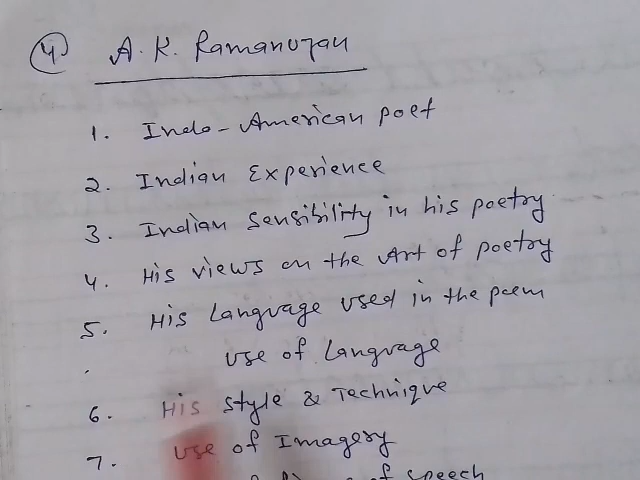 4 A. K. Ramanujan
1. Indo-American poet
2. Indian Experience
3. Indian Sensibility in his poetry
4. His views on the Art of poetry
5. His Language used in the poem
use of Language
6. His style & Technique
7. use of Imagery
of speech